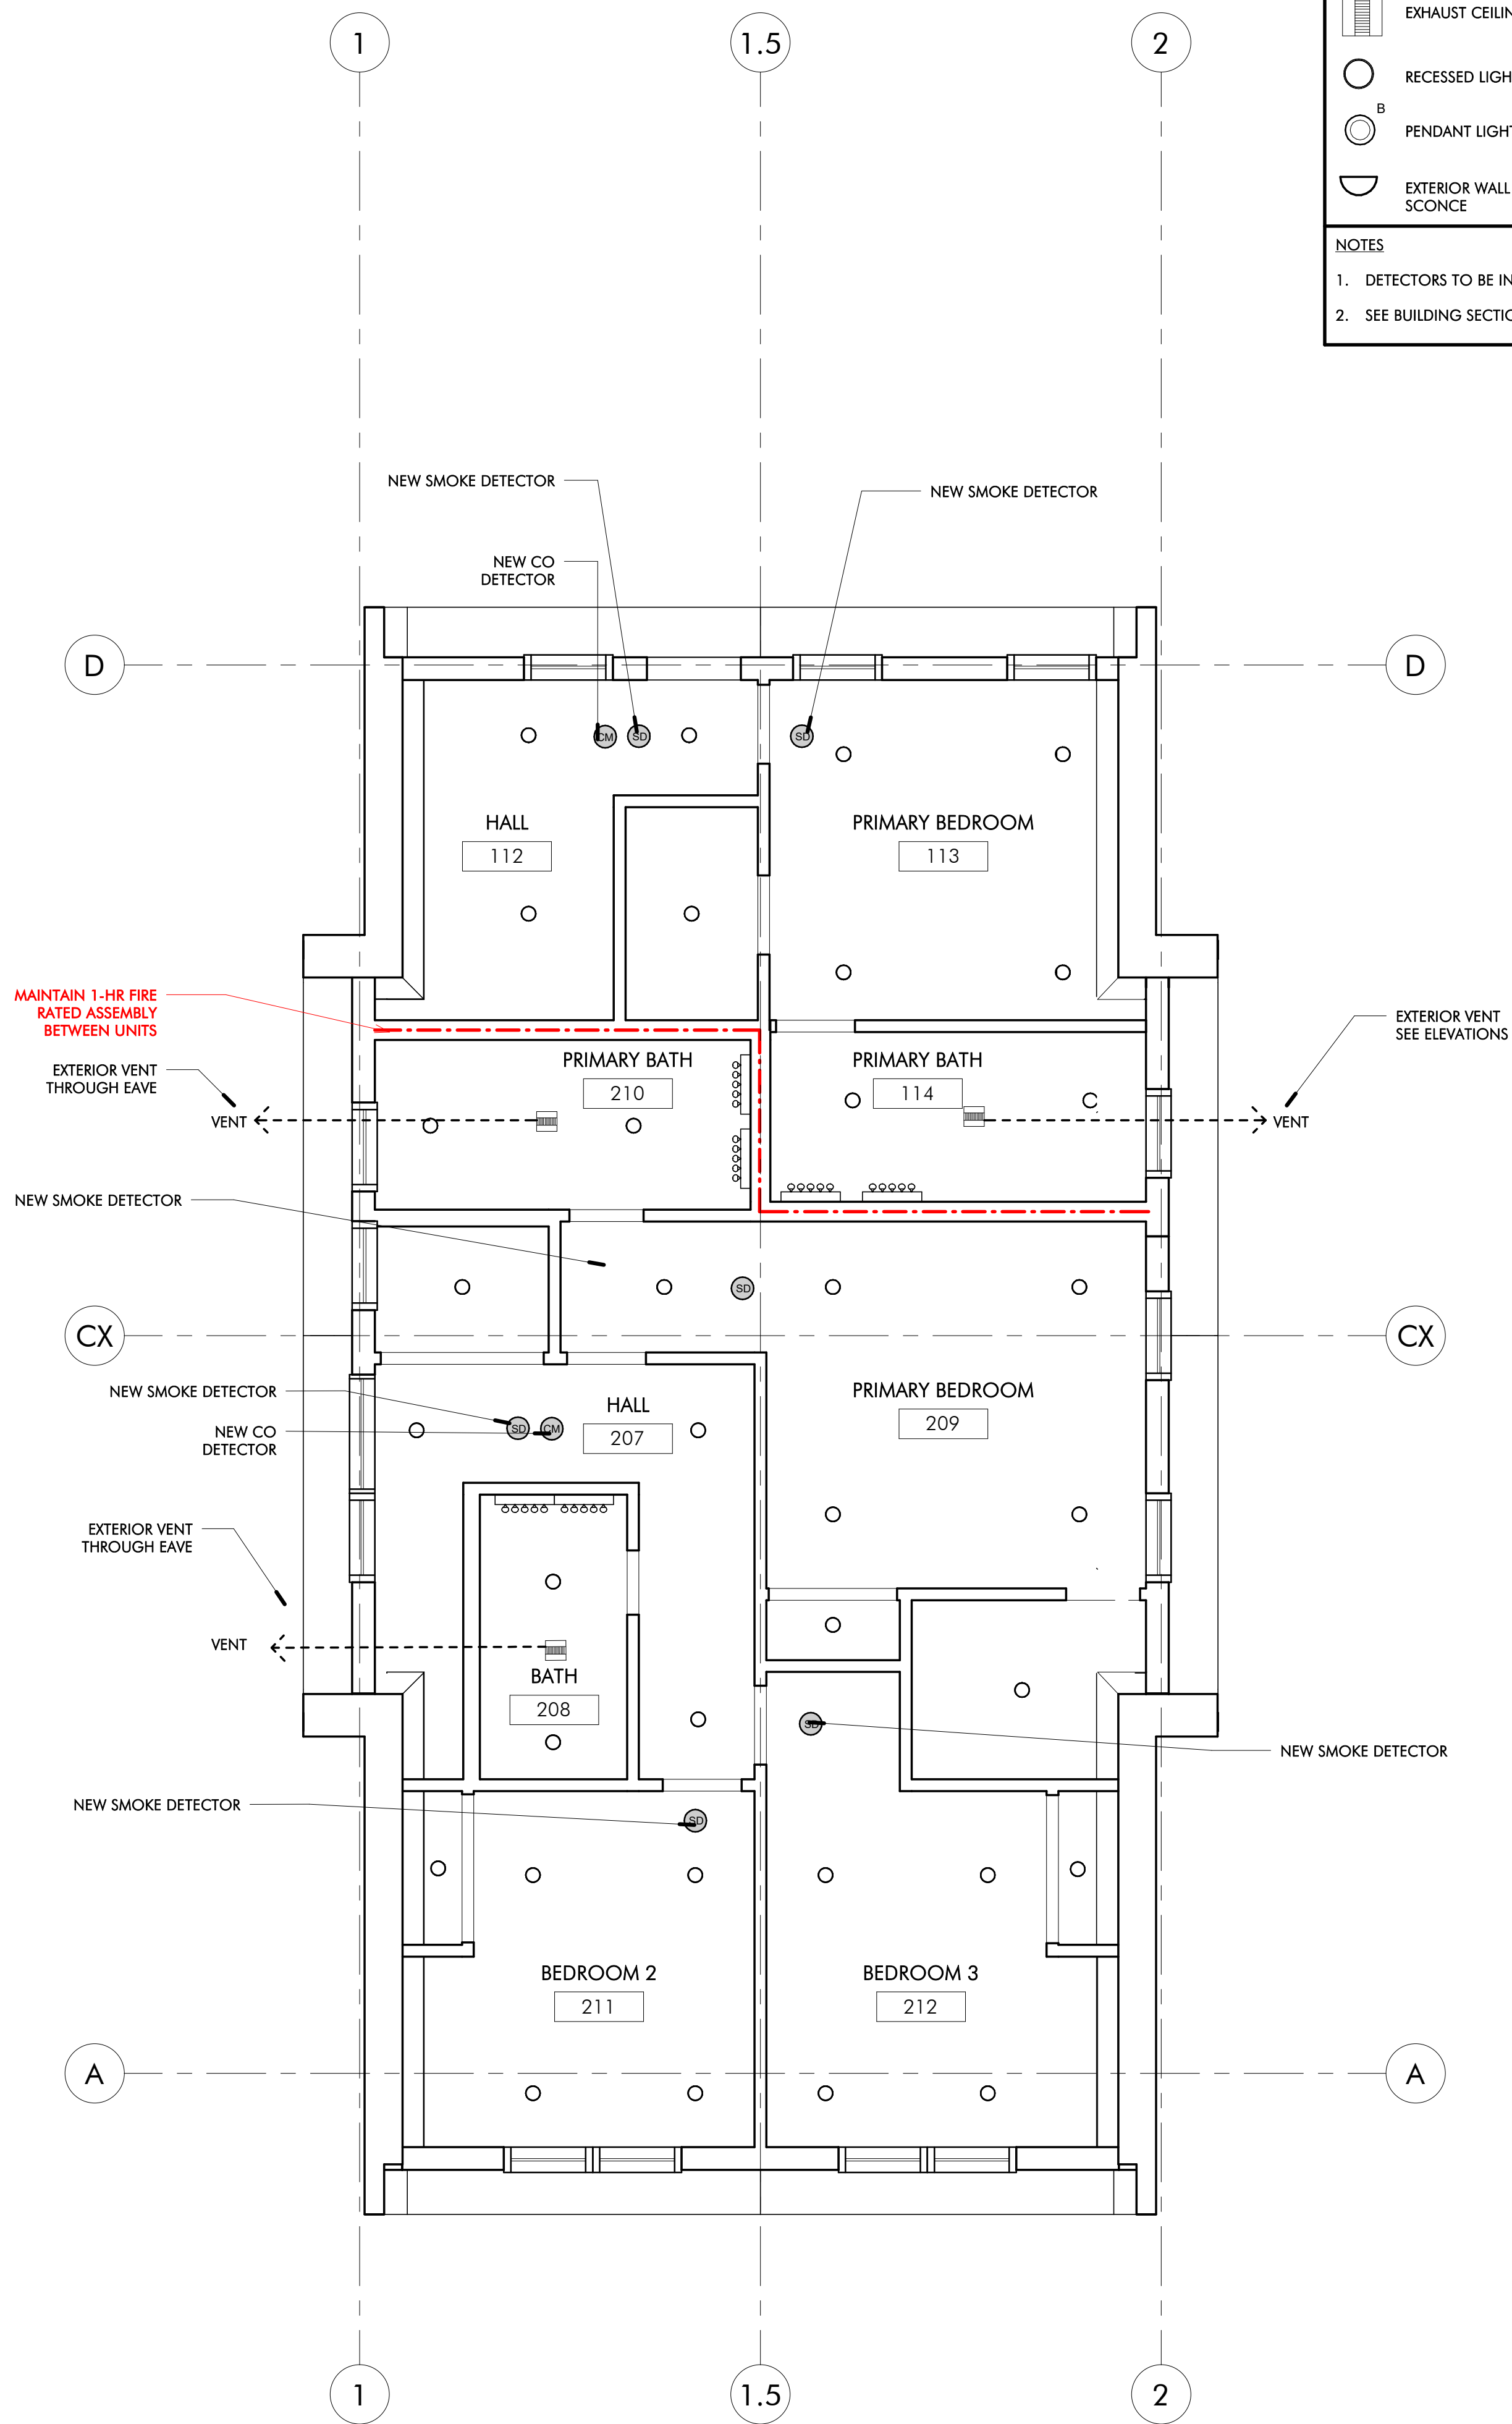 EXHAUST CEILIN
RECESSED LIGH
B
PENDANT LIGHT
EXTERIOR WALL
SCONCE
NOTES
1. DETECTORS TO BE IN
2. SEE BUILDING SECTIO
1
1.5
2
NEW SMOKE DETECTOR
NEW SMOKE DETECTOR
NEW CO
DETECTOR
D
D
CM
SD
SD
HALL
112
PRIMARY BEDROOM
113
MAINTAIN 1-HR FIRE
RATED ASSEMBLY
BETWEEN UNITS
EXTERIOR VENT
SEE ELEVATIONS
EXTERIOR VENT
THROUGH EAVE
PRIMARY BATH
210
PRIMARY BATH
114
VENT
VENT
NEW SMOKE DETECTOR
SD
CX
CX
NEW SMOKE DETECTOR
NEW CO
DETECTOR
SD
CM
HALL
207
PRIMARY BEDROOM
209
EXTERIOR VENT
THROUGH EAVE
VENT
BATH
208
SD
NEW SMOKE DETECTOR
NEW SMOKE DETECTOR
SD
BEDROOM 2
211
BEDROOM 3
212
A
A
1
1.5
2